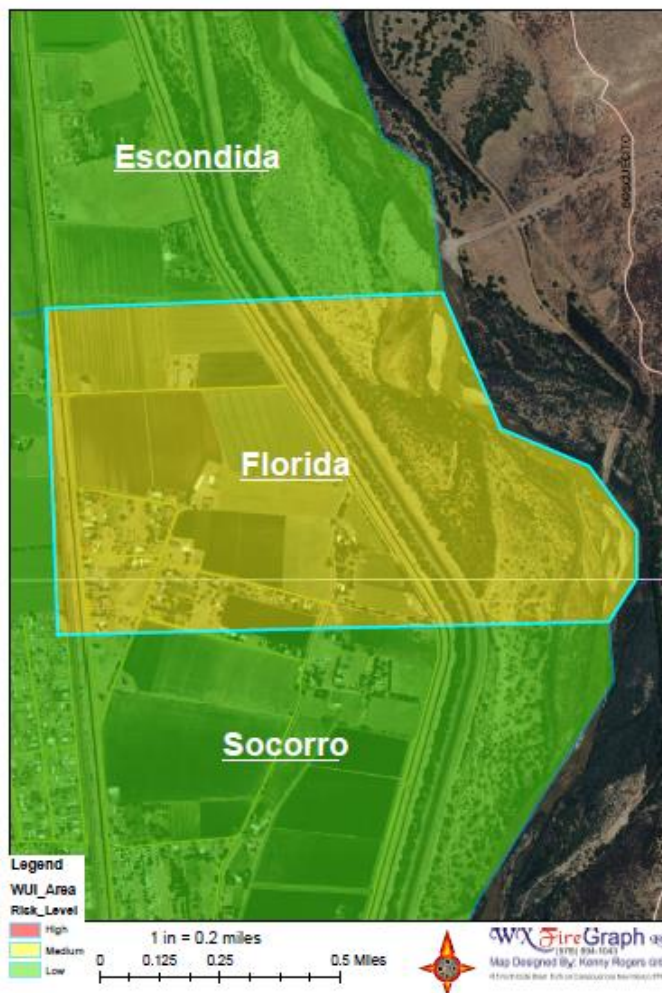 Escondida
BOSQUECITO
Florida
Socorro
Legend
WUI_Area
Risk_Level
High
Medium
Low
1 in = 0.2 miles
0 0.125 0.25 0.5 Miles
WX FireGraph
Map Designed By: Kenny Rogers